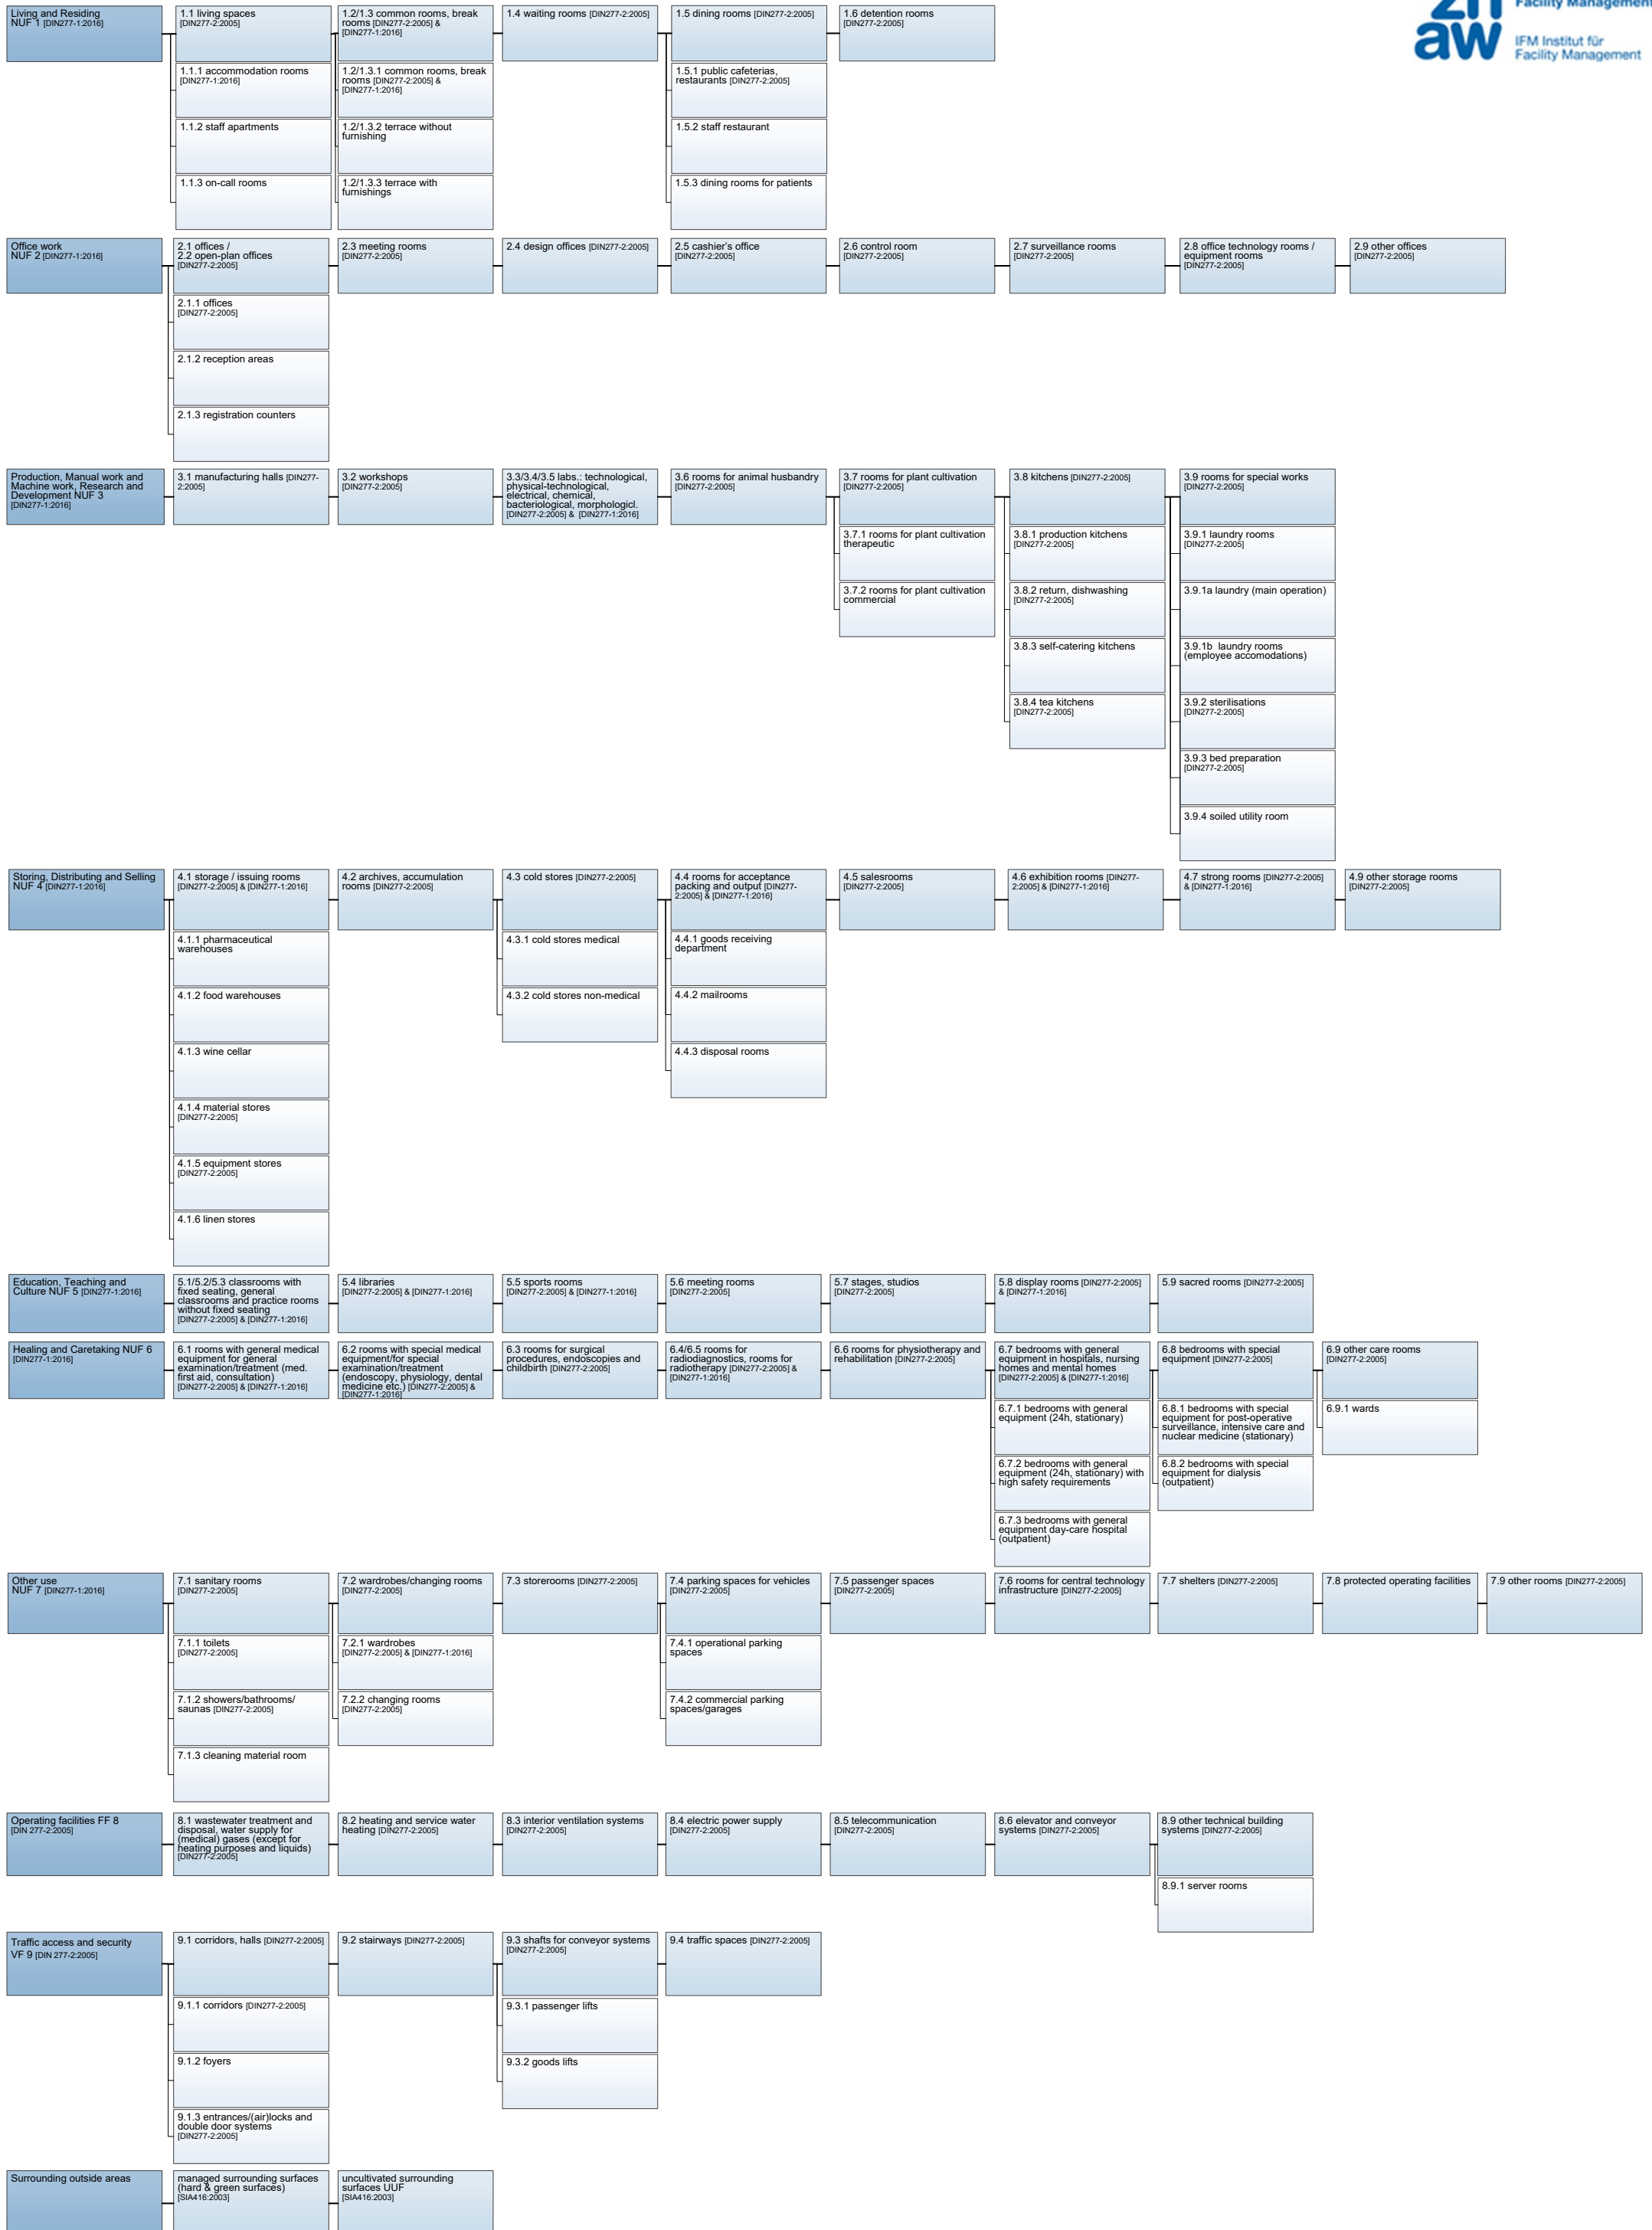 zh
aw
Facility Management
IFM Institut für
Facility Management
Living and Residing
NUF 1 [DIN277-1:2016]
1.1 living spaces
[DIN277-2:2005]
1.2/1.3 common rooms, break
rooms [DIN277-2:2005] &
[DIN277-1:2016]
1.4 waiting rooms [DIN277-2:2005]
1.5 dining rooms [DIN277-2:2005]
1.6 detention rooms
[DIN277-2:2005]
1.1.1 accommodation rooms
[DIN277-1:2016]
1.2/1.3.1 common rooms, break
rooms [DIN277-2:2005] &
[DIN277-1:2016]
1.5.1 public cafeterias,
restaurants [DIN277-2:2005]
1.1.2 staff apartments
1.2/1.3.2 terrace without
furnishing
1.5.2 staff restaurant
1.1.3 on-call rooms
1.2/1.3.3 terrace with
furnishings
1.5.3 dining rooms for patients
Office work
NUF 2 [DIN277-1:2016]
2.1 offices /
2.2 open-plan offices
[DIN277-2:2005]
2.3 meeting rooms
[DIN277-2:2005]
2.4 design offices [DIN277-2:2005]
2.5 cashier's office
[DIN277-2:2005]
2.6 control room
[DIN277-2:2005]
2.7 surveillance rooms
[DIN277-2:2005]
2.8 office technology rooms /
equipment rooms
[DIN277-2:2005]
2.9 other offices
[DIN277-2:2005]
2.1.1 offices
[DIN277-2:2005]
2.1.2 reception areas
2.1.3 registration counters
Production, Manual work and
Machine work, Research and
Development NUF 3
[DIN277-1:2016]
3.1 manufacturing halls [DIN277-
2:2005]
3.2 workshops
[DIN277-2:2005]
3.3/3.4/3.5 labs.: technological,
physical-technological,
electrical, chemical,
bacteriological, morphologicl.
[DIN277-2:2005] & [DIN277-1:2016]
3.6 rooms for animal husbandry
[DIN277-2:2005]
3.7 rooms for plant cultivation
[DIN277-2:2005]
3.8 kitchens [DIN277-2:2005]
3.9 rooms for special works
[DIN277-2:2005]
3.7.1 rooms for plant cultivation
therapeutic
3.8.1 production kitchens
[DIN277-2:2005]
3.9.1 laundry rooms
[DIN277-2:2005]
3.7.2 rooms for plant cultivation
commercial
3.8.2 return, dishwashing
[DIN277-2:2005]
3.9.1a laundry (main operation)
3.8.3 self-catering kitchens
3.9.1b laundry rooms
(employee accomodations)
3.8.4 tea kitchens
[DIN277-2:2005]
3.9.2 sterilisations
[DIN277-2:2005]
3.9.3 bed preparation
[DIN277-2:2005]
3.9.4 soiled utility room
Storing, Distributing and Selling
NUF 4 [DIN277-1:2016]
4.1 storage / issuing rooms
[DIN277-2:2005] & [DIN277-1:2016]
4.2 archives, accumulation
rooms [DIN277-2:2005]
4.3 cold stores [DIN277-2:2005]
4.4 rooms for acceptance
packing and output [DIN277-
2:2005] & [DIN277-1:2016]
4.5 salesrooms
[DIN277-2:2005]
4.6 exhibition rooms [DIN277-
2:2005] & [DIN277-1:2016]
4.7 strong rooms [DIN277-2:2005]
& [DIN277-1:2016]
4.9 other storage rooms
[DIN277-2:2005]
4.1.1 pharmaceutical
warehouses
4.3.1 cold stores medical
4.4.1 goods receiving
department
4.1.2 food warehouses
4.3.2 cold stores non-medical
4.4.2 mailrooms
4.1.3 wine cellar
4.4.3 disposal rooms
4.1.4 material stores
[DIN277-2:2005]
4.1.5 equipment stores
[DIN277-2:2005]
4.1.6 linen stores
Education, Teaching and
Culture NUF 5 [DIN277-1:2016]
5.1/5.2/5.3 classrooms with
fixed seating, general
classrooms and practice rooms
without fixed seating
[DIN277-2:2005] & [DIN277-1:2016]
5.4 libraries
[DIN277-2:2005] & [DIN277-1:2016]
5.5 sports rooms
[DIN277-2:2005] & [DIN277-1:2016]
5.6 meeting rooms
[DIN277-2:2005]
5.7 stages, studios
[DIN277-2:2005]
5.8 display rooms [DIN277-2:2005]
& [DIN277-1:2016]
5.9 sacred rooms [DIN277-2:2005]
Healing and Caretaking NUF 6
[DIN277-1:2016]
6.1 rooms with general medical
equipment for general
examination/treatment (med.
first aid, consultation)
[DIN277-2:2005] & [DIN277-1:2016]
6.2 rooms with special medical
equipment/for special
examination/treatment
(endoscopy, physiology, dental
medicine etc.) [DIN277-2:2005] &
[DIN277-1:2016]
6.3 rooms for surgical
procedures, endoscopies and
childbirth [DIN277-2:2005]
6.4/6.5 rooms for
radiodiagnostics, rooms for
radiotherapy [DIN277-2:2005] &
[DIN277-1:2016]
6.6 rooms for physiotherapy and
rehabilitation [DIN277-2:2005]
6.7 bedrooms with general
equipment in hospitals, nursing
homes and mental homes
[DIN277-2:2005] & [DIN277-1:2016]
6.8 bedrooms with special
equipment [DIN277-2:2005]
6.9 other care rooms
[DIN277-2:2005]
6.7.1 bedrooms with general
equipment (24h, stationary)
6.8.1 bedrooms with special
equipment for post-operative
surveillance, intensive care and
nuclear medicine (stationary)
6.9.1 wards
6.7.2 bedrooms with general
equipment (24h, stationary) with
high safety requirements
6.8.2 bedrooms with special
equipment for dialysis
(outpatient)
6.7.3 bedrooms with general
equipment day-care hospital
(outpatient)
Other use
NUF 7 [DIN277-1:2016]
7.1 sanitary rooms
[DIN277-2:2005]
7.2 wardrobes/changing rooms
[DIN277-2:2005]
7.3 storerooms [DIN277-2:2005]
7.4 parking spaces for vehicles
[DIN277-2:2005]
7.5 passenger spaces
[DIN277-2:2005]
7.6 rooms for central technology
infrastructure [DIN277-2:2005]
7.7 shelters [DIN277-2:2005]
7.8 protected operating facilities
7.9 other rooms [DIN277-2:2005]
7.1.1 toilets
[DIN277-2:2005]
7.2.1 wardrobes
[DIN277-2:2005] & [DIN277-1:2016]
7.4.1 operational parking
spaces
7.1.2 showers/bathrooms/
saunas [DIN277-2:2005]
7.2.2 changing rooms
[DIN277-2:2005]
7.4.2 commercial parking
spaces/garages
7.1.3 cleaning material room
Operating facilities FF 8
[DIN 277-2:2005]
8.1 wastewater treatment and
disposal, water supply for
(medical) gases (except for
heating purposes and liquids)
[DIN277-2:2005]
8.2 heating and service water
heating [DIN277-2:2005]
8.3 interior ventilation systems
[DIN277-2:2005]
8.4 electric power supply
[DIN277-2:2005]
8.5 telecommunication
[DIN277-2:2005]
8.6 elevator and conveyor
systems [DIN277-2:2005]
8.9 other technical building
systems [DIN277-2:2005]
8.9.1 server rooms
Traffic access and security
VF 9 [DIN 277-2:2005]
9.1 corridors, halls [DIN277-2:2005]
9.2 stairways [DIN277-2:2005]
9.3 shafts for conveyor systems
[DIN277-2:2005]
9.4 traffic spaces [DIN277-2:2005]
9.1.1 corridors [DIN277-2:2005]
9.3.1 passenger lifts
9.1.2 foyers
9.3.2 goods lifts
9.1.3 entrances/(air)locks and
double door systems
[DIN277-2:2005]
Surrounding outside areas
managed surrounding surfaces
(hard & green surfaces)
[SIA416:2003]
uncultivated surrounding
surfaces UUF
[SIA416:2003]